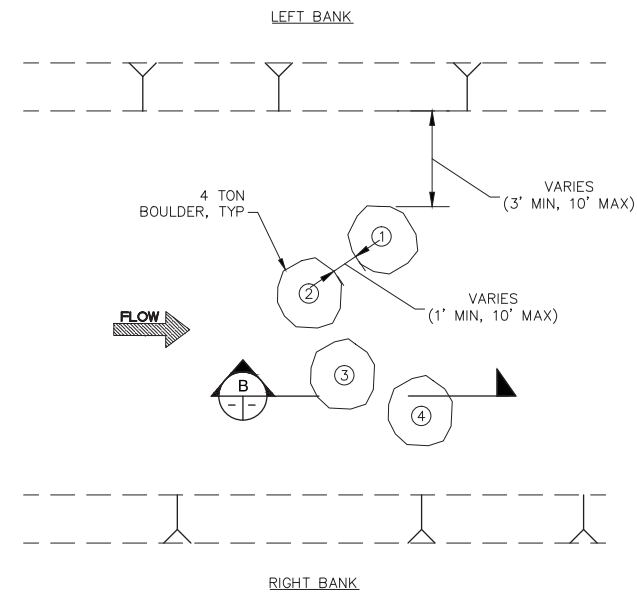 LEFT BANK
VARIES
(3' MIN, 10' MAX)
4 TON
BOULDER, TYP
1
2
VARIES
(1' MIN, 10' MAX)
FLOW
3
B
4
RIGHT BANK